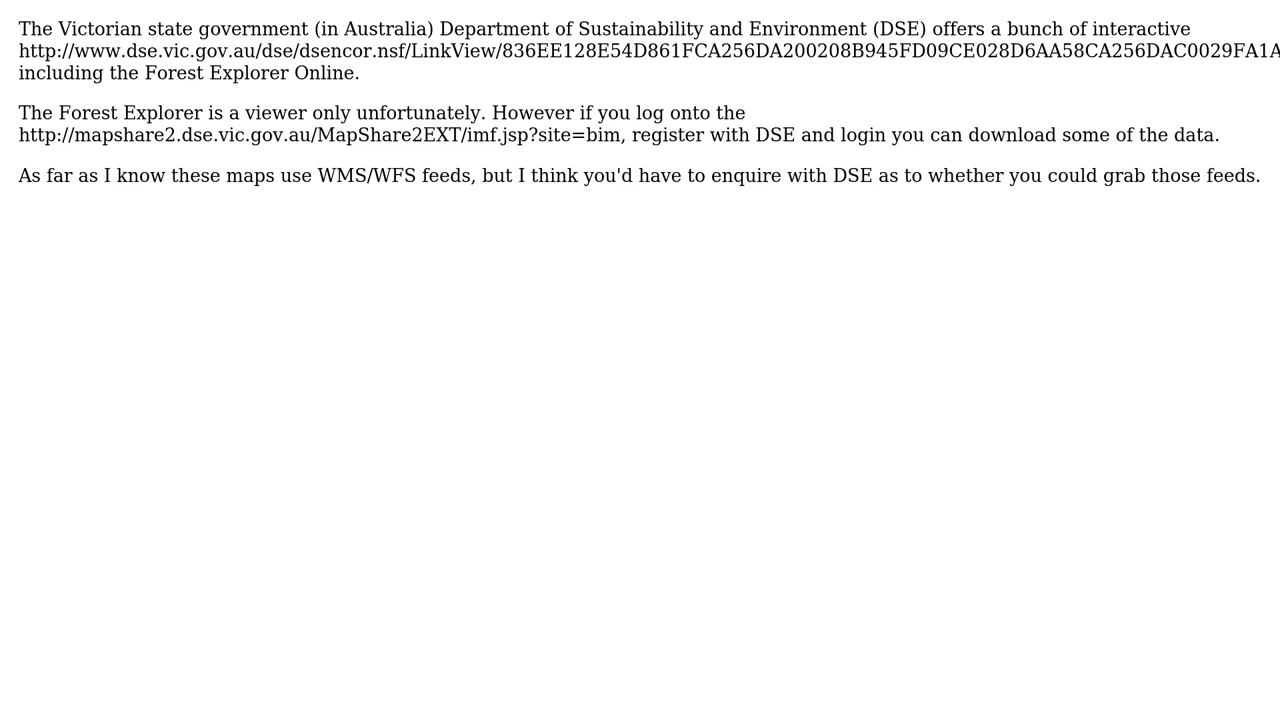 The Victorian state government (in Australia) Department of Sustainability and Environment (DSE) offers a bunch of interactive
http://www.dse.vic.gov.au/dse/dsencor.nsf/LinkView/836EE128E54D861FCA256DA200208B945FD09CE028D6AA58CA256DAC0029FA1A
including the Forest Explorer Online.
The Forest Explorer is a viewer only unfortunately. However if you log onto the
http://mapshare2.dse.vic.gov.au/MapShare2EXT/imf.jsp?site=bim, register with DSE and login you can download some of the data.
As far as I know these maps use WMS/WFS feeds, but I think you'd have to enquire with DSE as to whether you could grab those feeds.